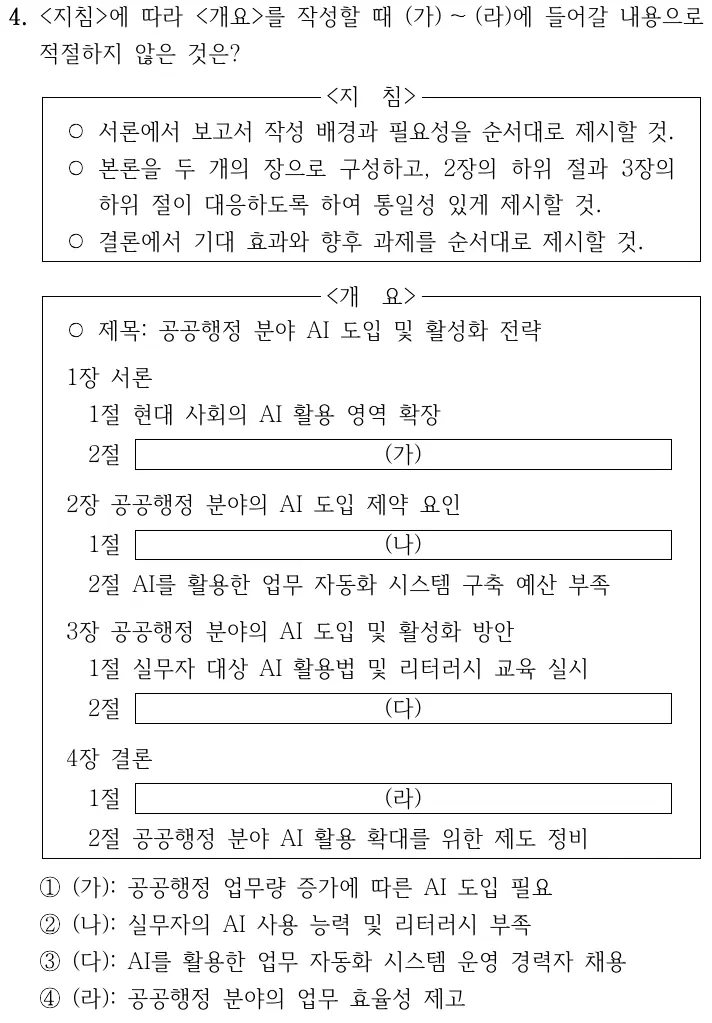 4. <지침>에 따라 <개요>를 작성할 때 (가) ~ (라)에 들어갈 내용으로
적절하지 않은 것은?
<지 침>
○ 서론에서 보고서 작성 배경과 필요성을 순서대로 제시할 것.
○ 본론을 두 개의 장으로 구성하고, 2장의 하위 절과 3장의
하위 절이 대응하도록 하여 통일성 있게 제시할 것.
○ 결론에서 기대 효과와 향후 과제를 순서대로 제시할 것.
<개 요>
○ 제목: 공공행정 분야 AI 도입 및 활성화 전략
1장 서론
1절 현대 사회의 AI 활용 영역 확장
2절 (가)
2장 공공행정 분야의 AI 도입 제약 요인
1절 (나)
2절 AI를 활용한 업무 자동화 시스템 구축 예산 부족
3장 공공행정 분야의 AI 도입 및 활성화 방안
1절 실무자 대상 AI 활용법 및 리터러시 교육 실시
2절 (다)
4장 결론
1절 (라)
2절 공공행정 분야 AI 활용 확대를 위한 제도 정비
① (가): 공공행정 업무량 증가에 따른 AI 도입 필요
② (나): 실무자의 AI 사용 능력 및 리터러시 부족
③ (다): AI를 활용한 업무 자동화 시스템 운영 경력자 채용
④ (라): 공공행정 분야의 업무 효율성 제고